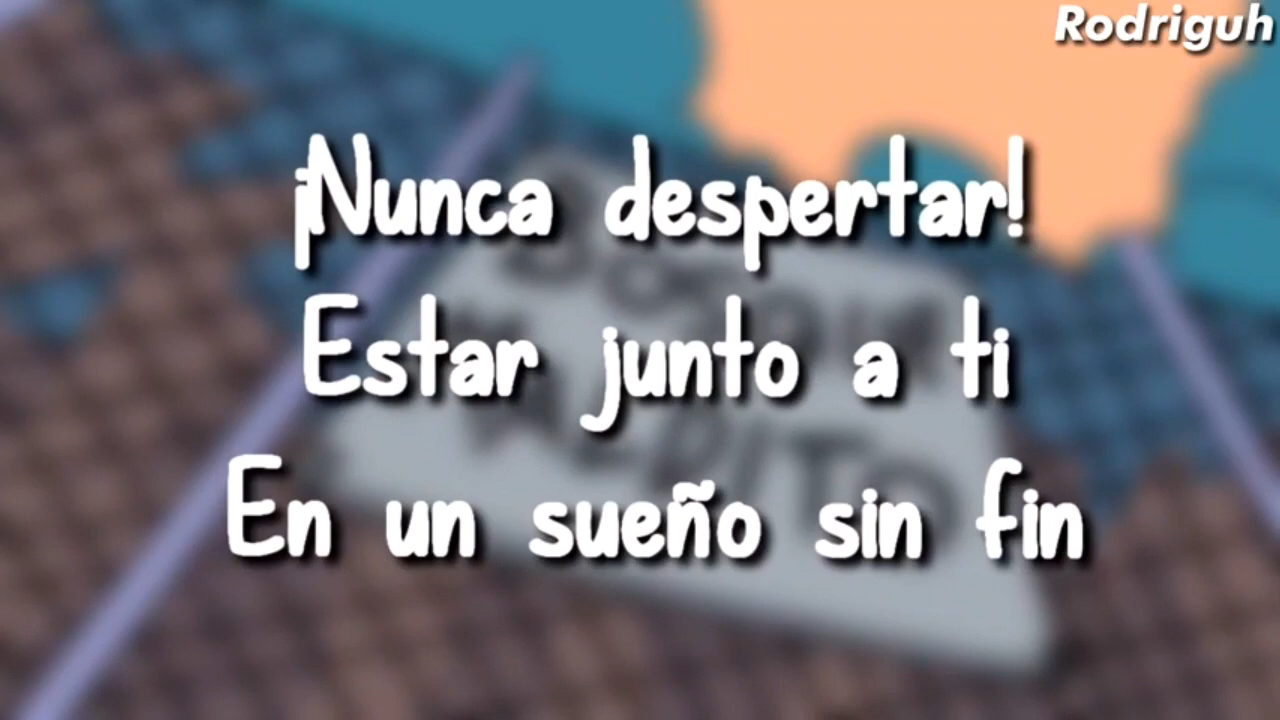 Rodriguh
¡Nunca despertar!
Estar junto a ti
En un sueño sin fin